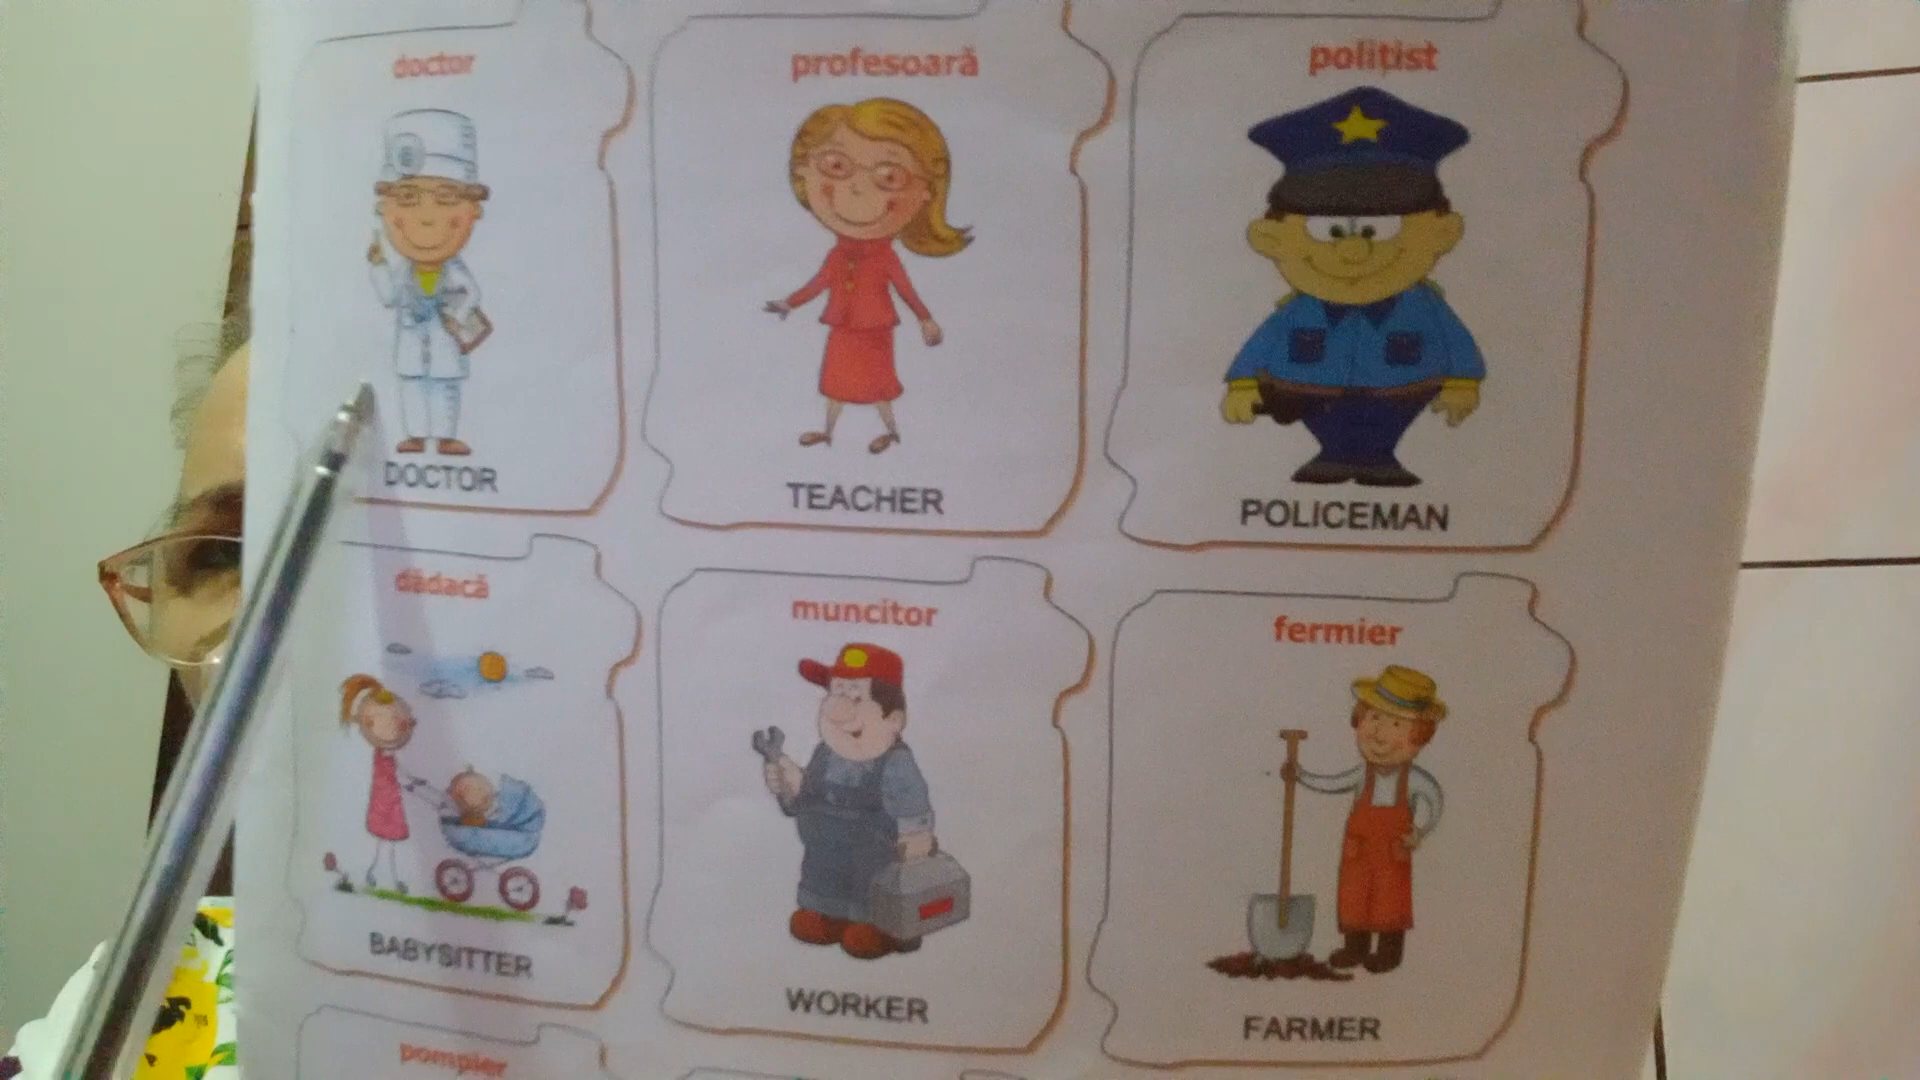 doctor
profesoară
polițist
DOCTOR
TEACHER
POLICEMAN
dădacă
muncitor
fermier
BABYSITTER
WORKER
FARMER
pompier